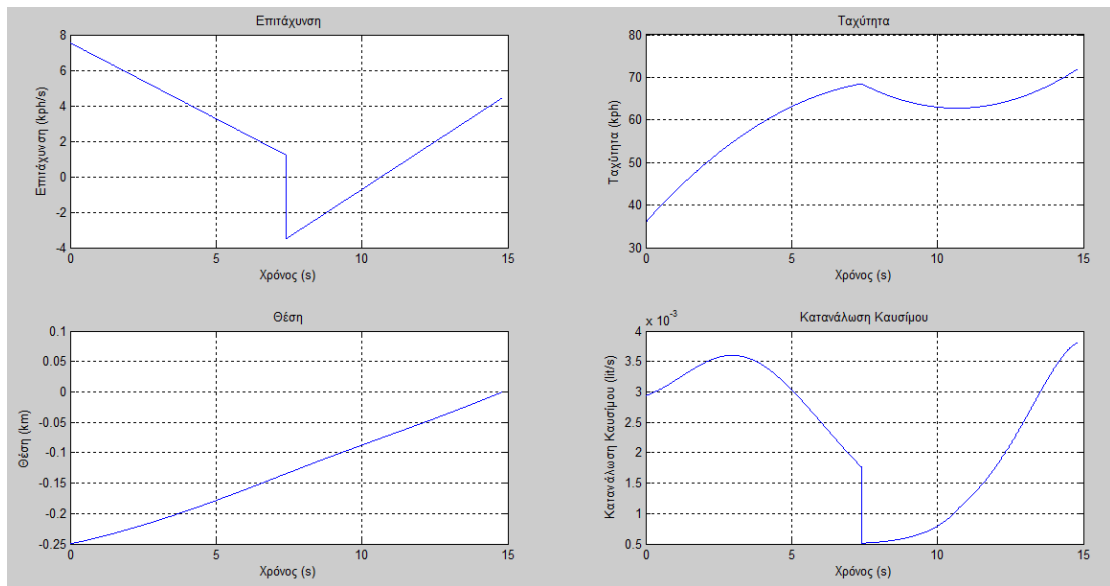 Επιτάχυνση
Επιτάχυνση (kph/s)
8
6
4
2
0
-2
-4
0 5 10 15
Χρόνος (s)
Ταχύτητα
Ταχύτητα (kph)
80
70
60
50
40
30
0 5 10 15
Χρόνος (s)
Θέση
Θέση (km)
0.1
0.05
0
-0.05
-0.1
-0.15
-0.2
-0.25
0 5 10 15
Χρόνος (s)
Κατανάλωση Καυσίμου
x 10-3
Κατανάλωση Καυσίμου (lit/s)
4
3.5
3
2.5
2
1.5
1
0.5
0 5 10 15
Χρόνος (s)